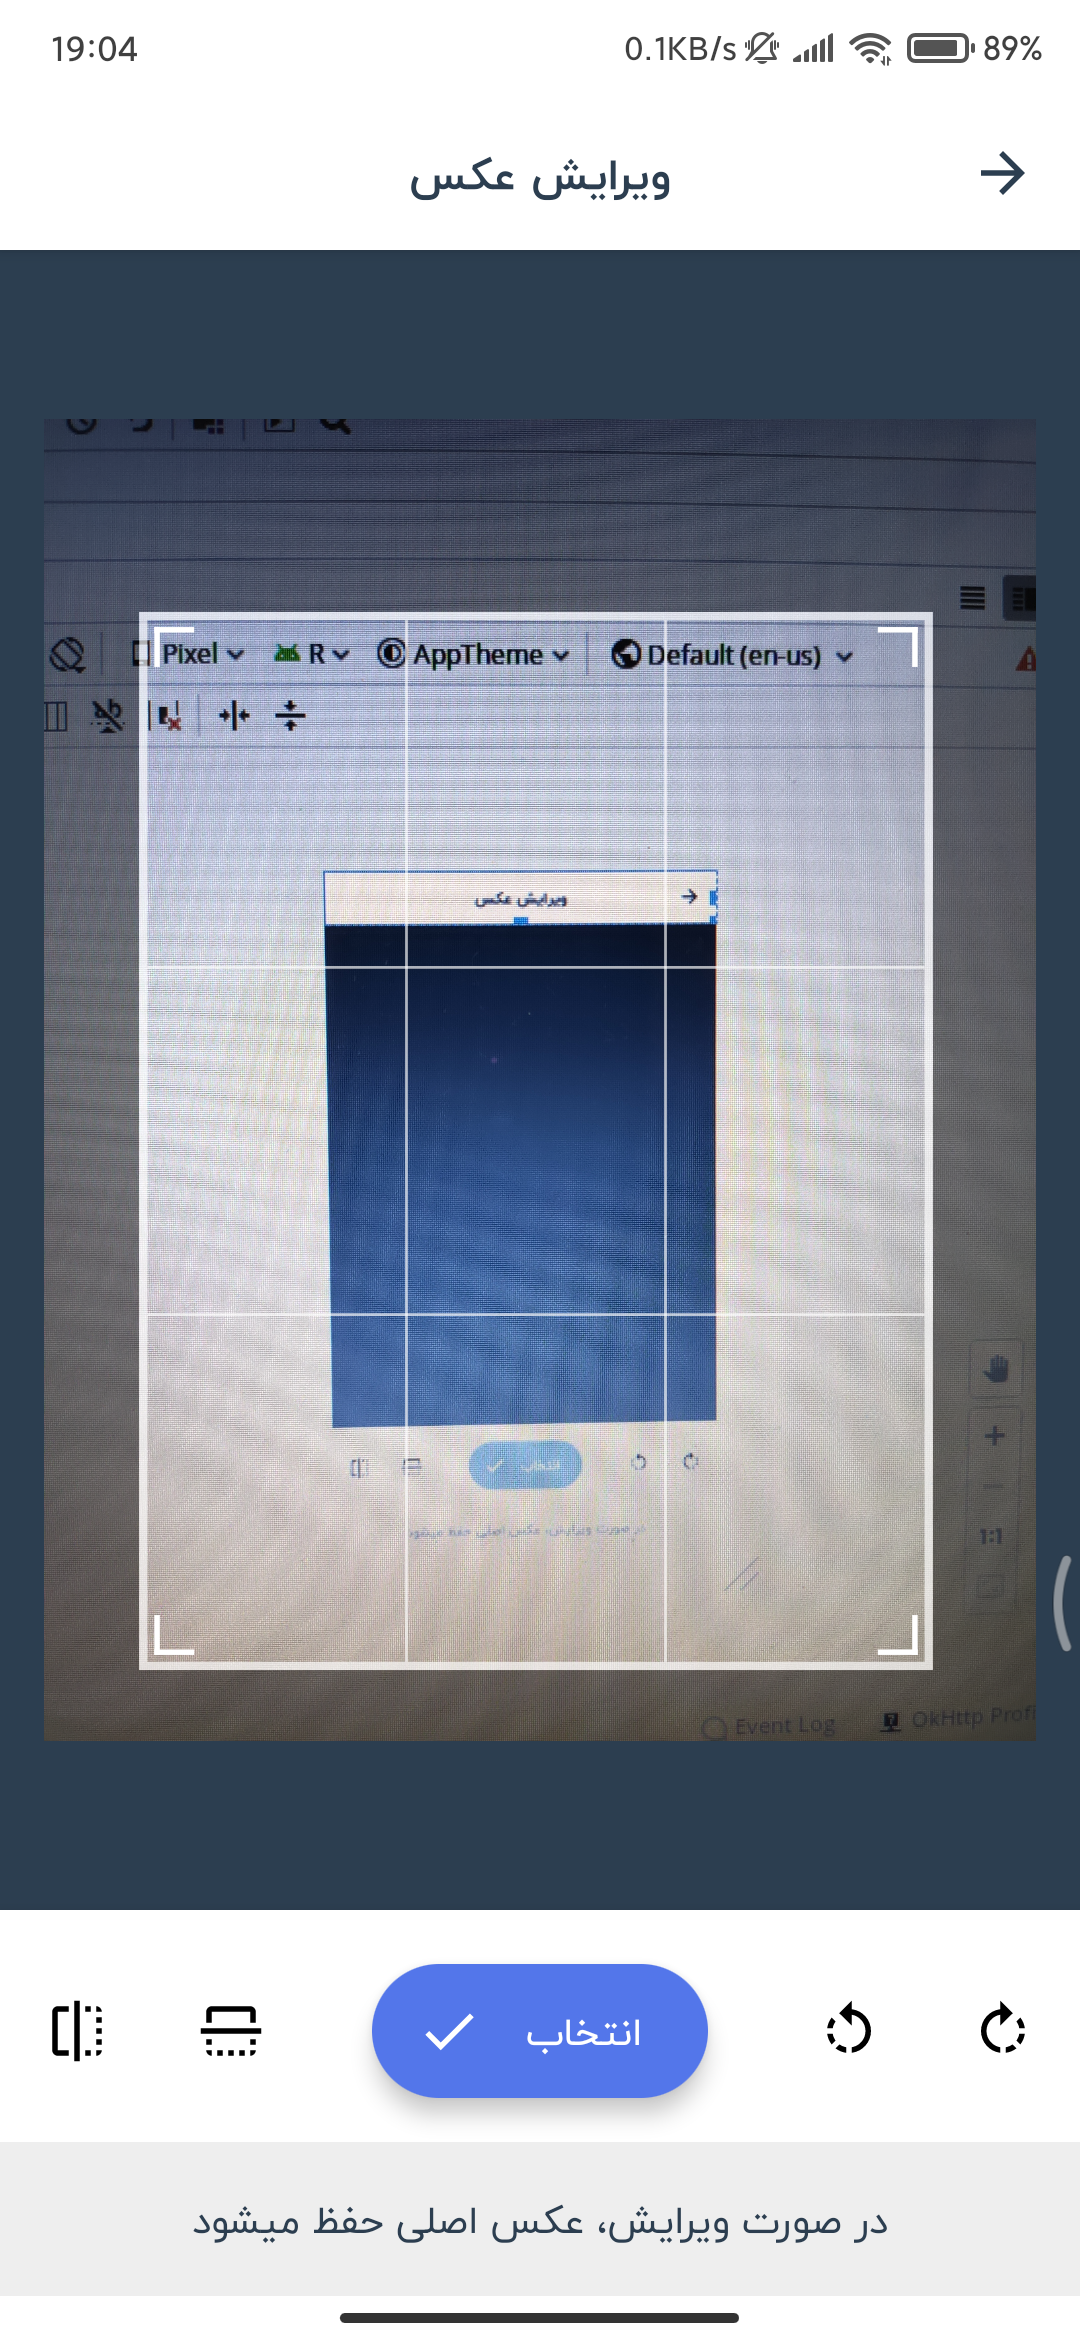 19:04
0.1KB/s 89%
ویرایش عکس
Pixel R AppTheme Default (en-us)
ویرایش عکس
انتخاب
در صورت ویرایش، عکس اصلی حفظ میشود
1:1
Event Log OkHttp Profi
انتخاب
در صورت ویرایش، عکس اصلی حفظ میشود